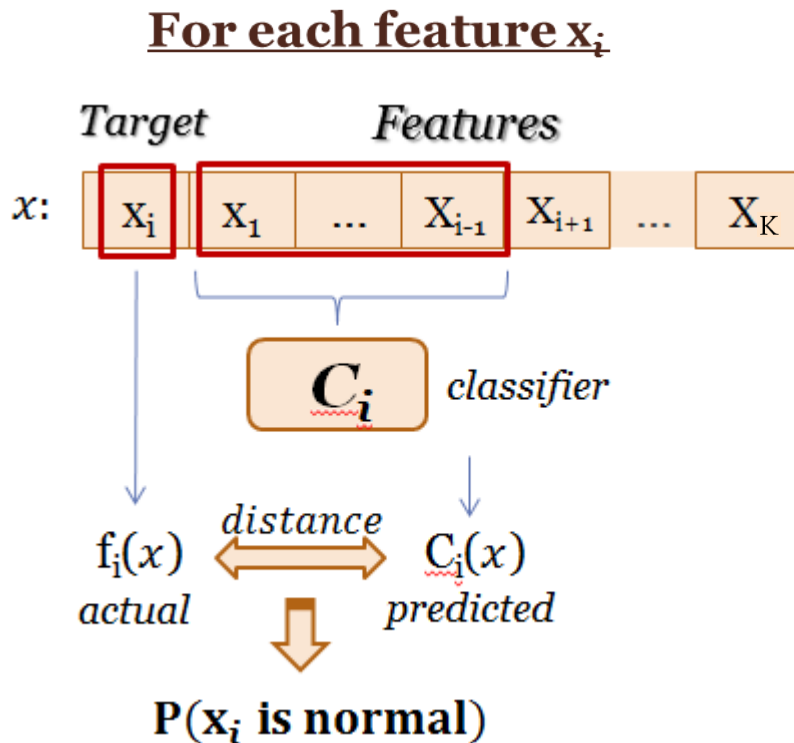 For each feature xᵢ
Target Features
x: xᵢ x₁ ... Xᵢ₋₁ Xᵢ₊₁ ... X_K
Cᵢ classifier
distance
fᵢ(x) Cᵢ(x)
actual predicted
P(xᵢ is normal)